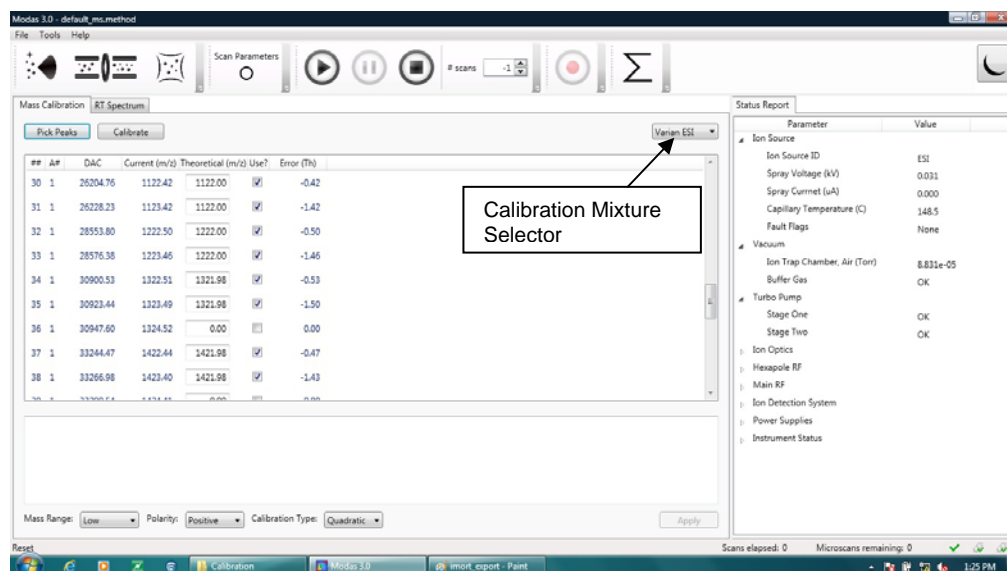 Modas 3.0 - default_ms.method
File Tools Help
Scan Parameters
# scans -1
Mass Calibration RT Spectrum
Pick Peaks Calibrate Varian ESI
## A# DAC Current (m/z) Theoretical (m/z) Use? Error (Th)
30 1 26204.76 1122.42 1122.00 -0.42
31 1 26228.23 1123.42 1122.00 -1.42
32 1 28553.80 1222.50 1222.00 -0.50
33 1 28576.38 1223.46 1222.00 -1.46
34 1 30900.53 1322.51 1321.98 -0.53
35 1 30923.44 1323.49 1321.98 -1.50
36 1 30947.60 1324.52 0.00 0.00
37 1 33244.47 1422.44 1421.98 -0.47
38 1 33266.98 1423.40 1421.98 -1.43
Calibration Mixture
Selector
Mass Range: Low Polarity: Positive Calibration Type: Quadratic Apply
Status Report
Parameter Value
Ion Source
Ion Source ID ESI
Spray Voltage (kV) 0.031
Spray Currnet (uA) 0.000
Capillary Temperature (C) 148.5
Fault Flags None
Vacuum
Ion Trap Chamber, Air (Torr) 8.831e-05
Buffer Gas OK
Turbo Pump
Stage One OK
Stage Two OK
Ion Optics
Hexapole RF
Main RF
Ion Detection System
Power Supplies
Instrument Status
Reset Scans elapsed: 0 Microscans remaining: 0
Calibration Modas 3.0 imort_export - Paint 1:25 PM